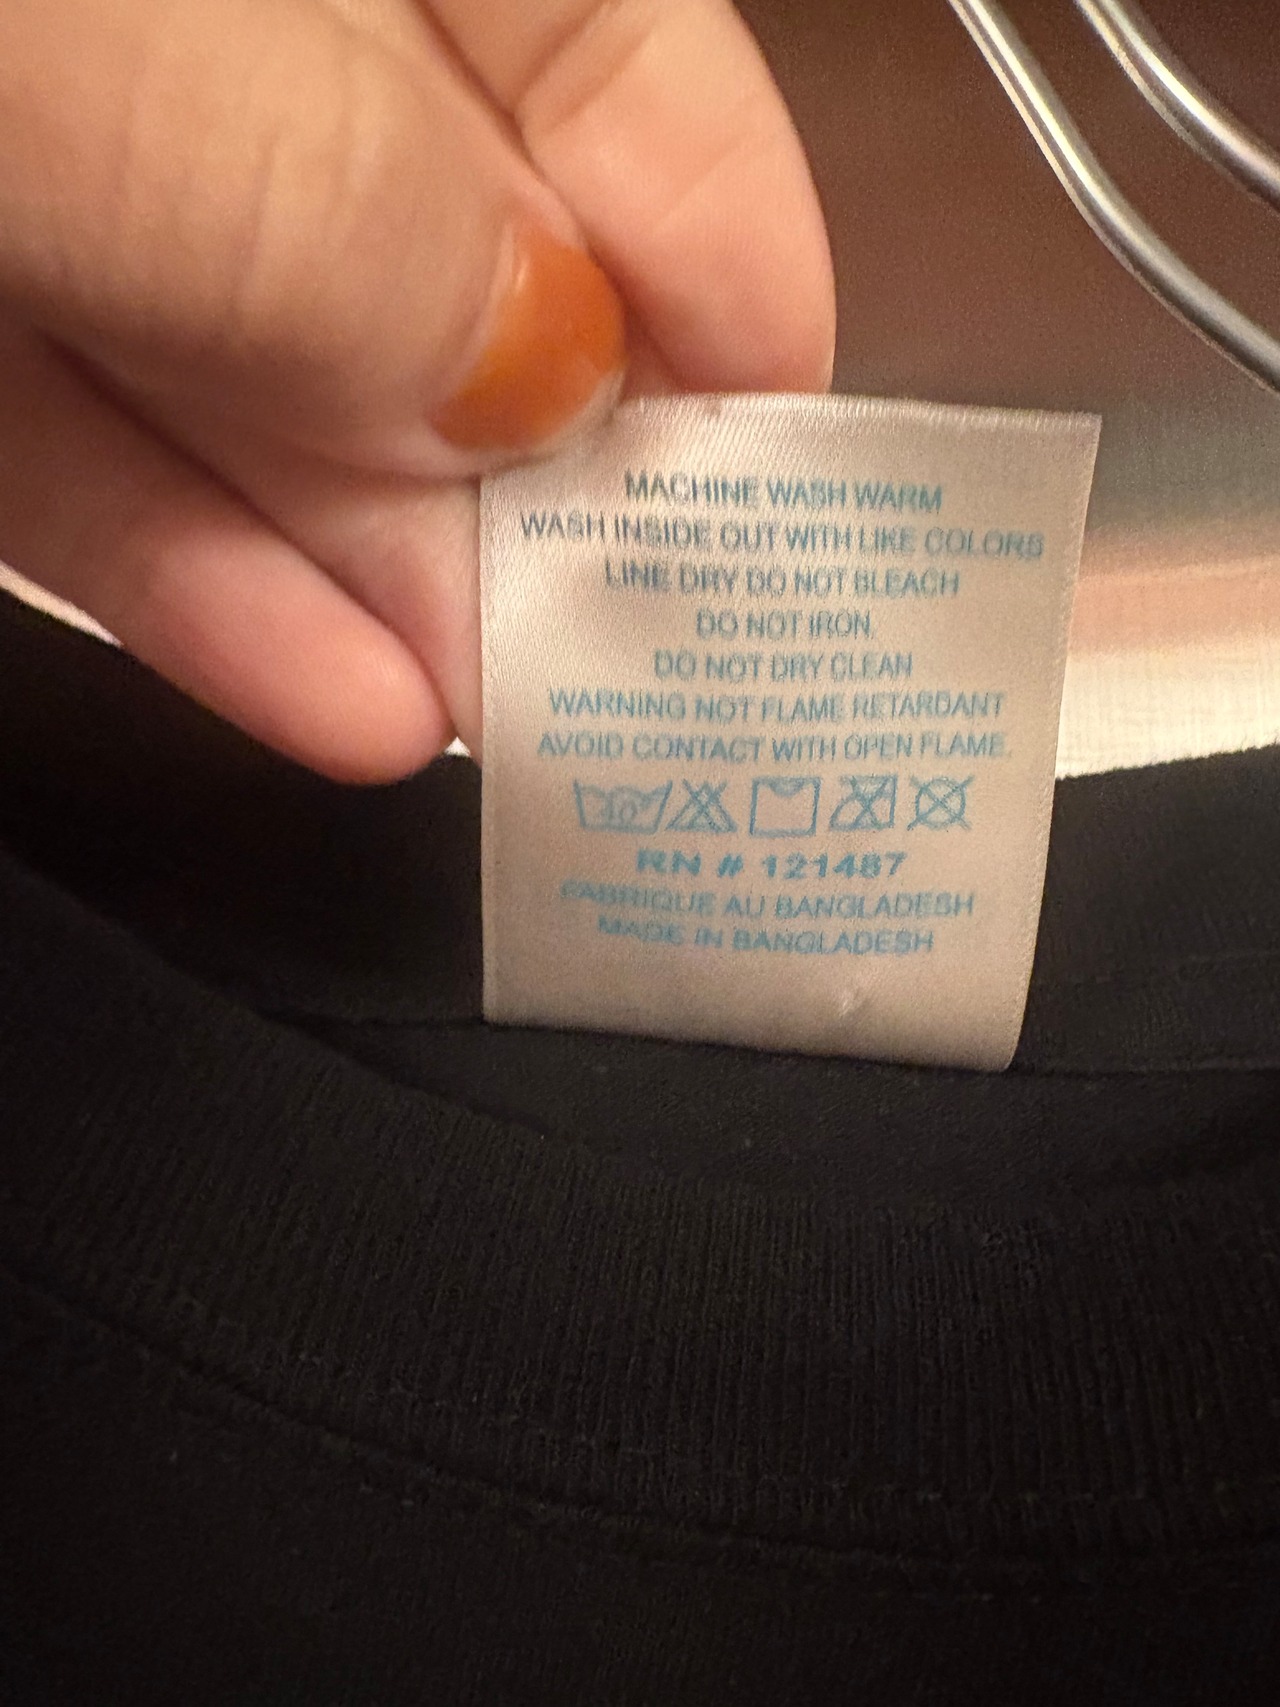 MACHINE WASH WARM
WASH INSIDE OUT WITH LIKE COLORS
LINE DRY DO NOT BLEACH
DO NOT IRON.
DO NOT DRY CLEAN
WARNING NOT FLAME RETARDANT
AVOID CONTACT WITH OPEN FLAME.
40°
RN # 121487
FABRIQUE AU BANGLADESH
MADE IN BANGLADESH